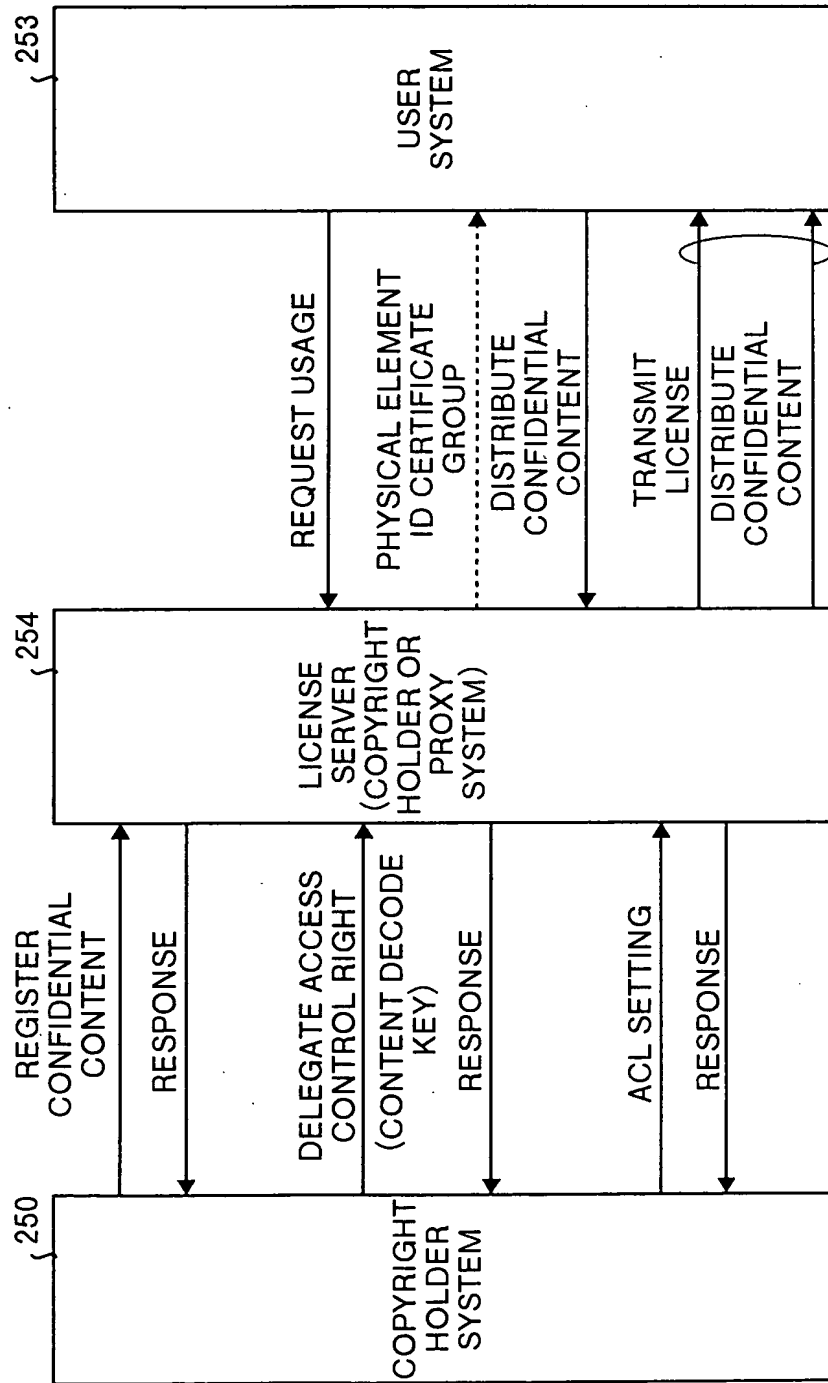 250
COPYRIGHT
HOLDER
SYSTEM
REGISTER
CONFIDENTIAL
CONTENT
RESPONSE
DELEGATE ACCESS
CONTROL RIGHT
(CONTENT DECODE
KEY)
RESPONSE
ACL SETTING
RESPONSE
254
LICENSE
SERVER
(COPYRIGHT
HOLDER OR
PROXY
SYSTEM)
REQUEST USAGE
PHYSICAL ELEMENT
ID CERTIFICATE
GROUP
DISTRIBUTE
CONFIDENTIAL
CONTENT
TRANSMIT
LICENSE
DISTRIBUTE
CONFIDENTIAL
CONTENT
253
USER
SYSTEM